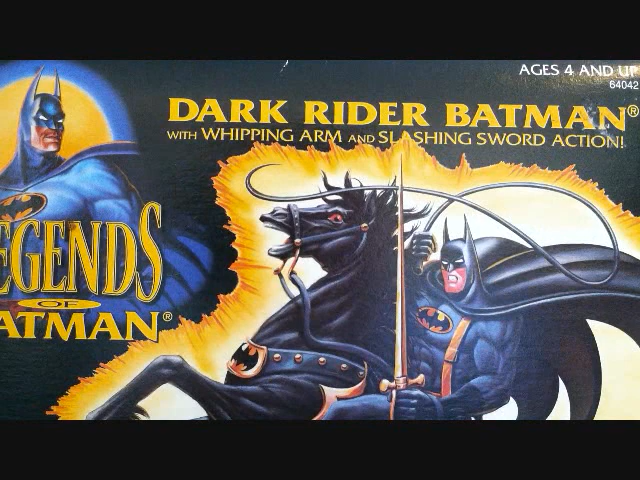 AGES 4 AND UP
64042
DARK RIDER BATMAN®
WITH WHIPPING ARM AND SLASHING SWORD ACTION!
EGENDS
OF
ATMAN®